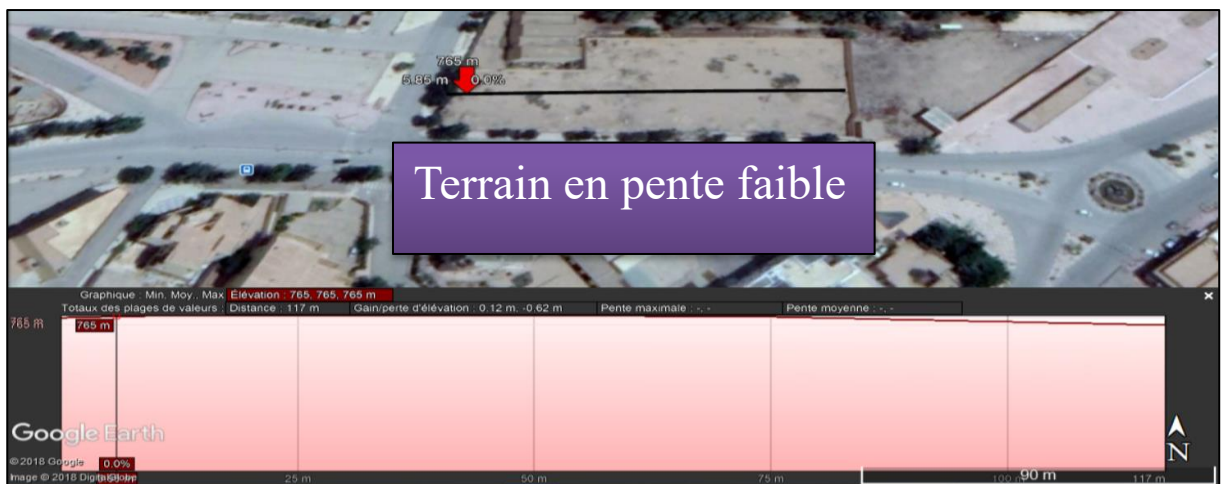 765 m
5.85 m 0.0%
Terrain en pente faible
Graphique : Min. Moy.. Max Élévation : 765, 765, 765 m
Totaux des plages de valeurs : Distance : 117 m Gain/perte d'élévation : 0.12 m. -0.62 m Pente maximale : -, - Pente moyenne : -, -
765 m 765 m
Google Earth
N
© 2018 Google 0.0%
Image © 2018 DigitalGlobe 25 m 50 m 75 m 100 m 90 m 117 m